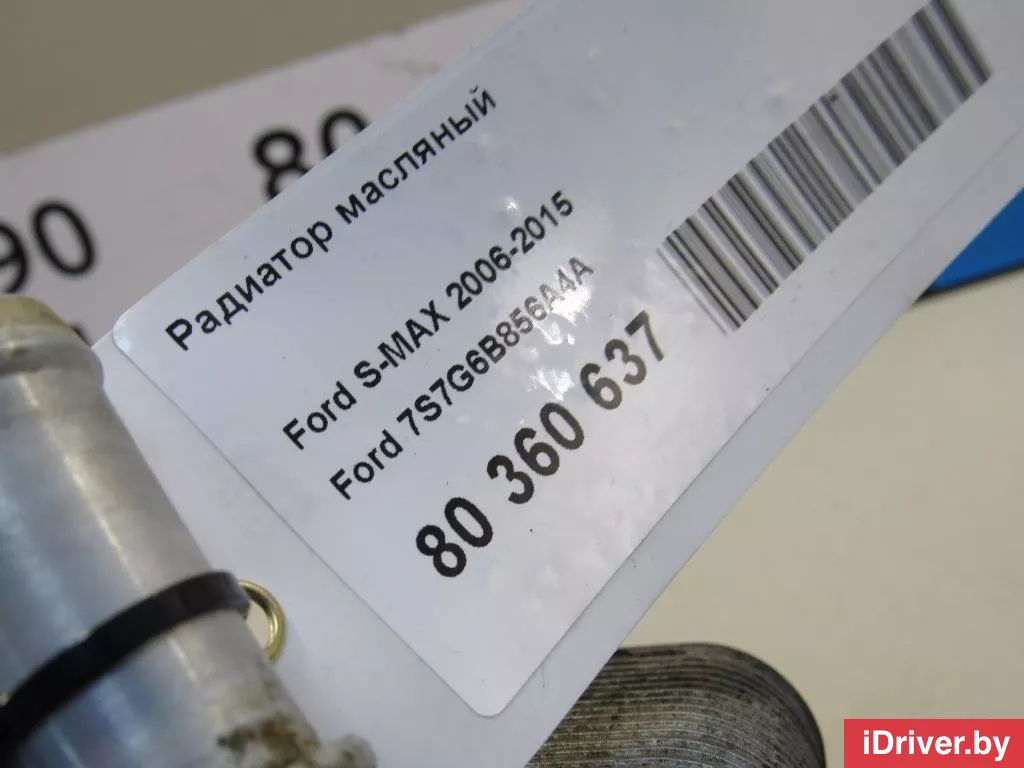 90
80
Радиатор масляный
Ford S-MAX 2006-2015
Ford 7S7G6B856A4A
80 360 637
iDriver.by